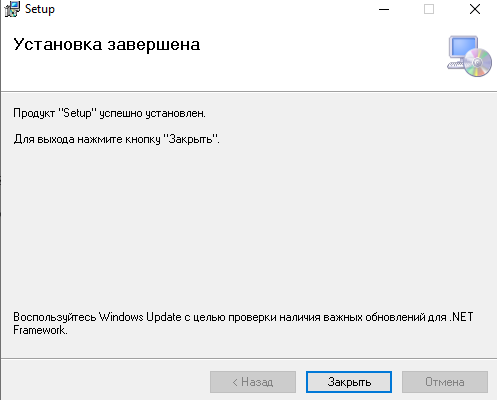 Setup
Установка завершена
Продукт "Setup" успешно установлен.
Для выхода нажмите кнопку "Закрыть".
Воспользуйтесь Windows Update с целью проверки наличия важных обновлений для .NET
Framework.
< Назад
Закрыть
Отмена